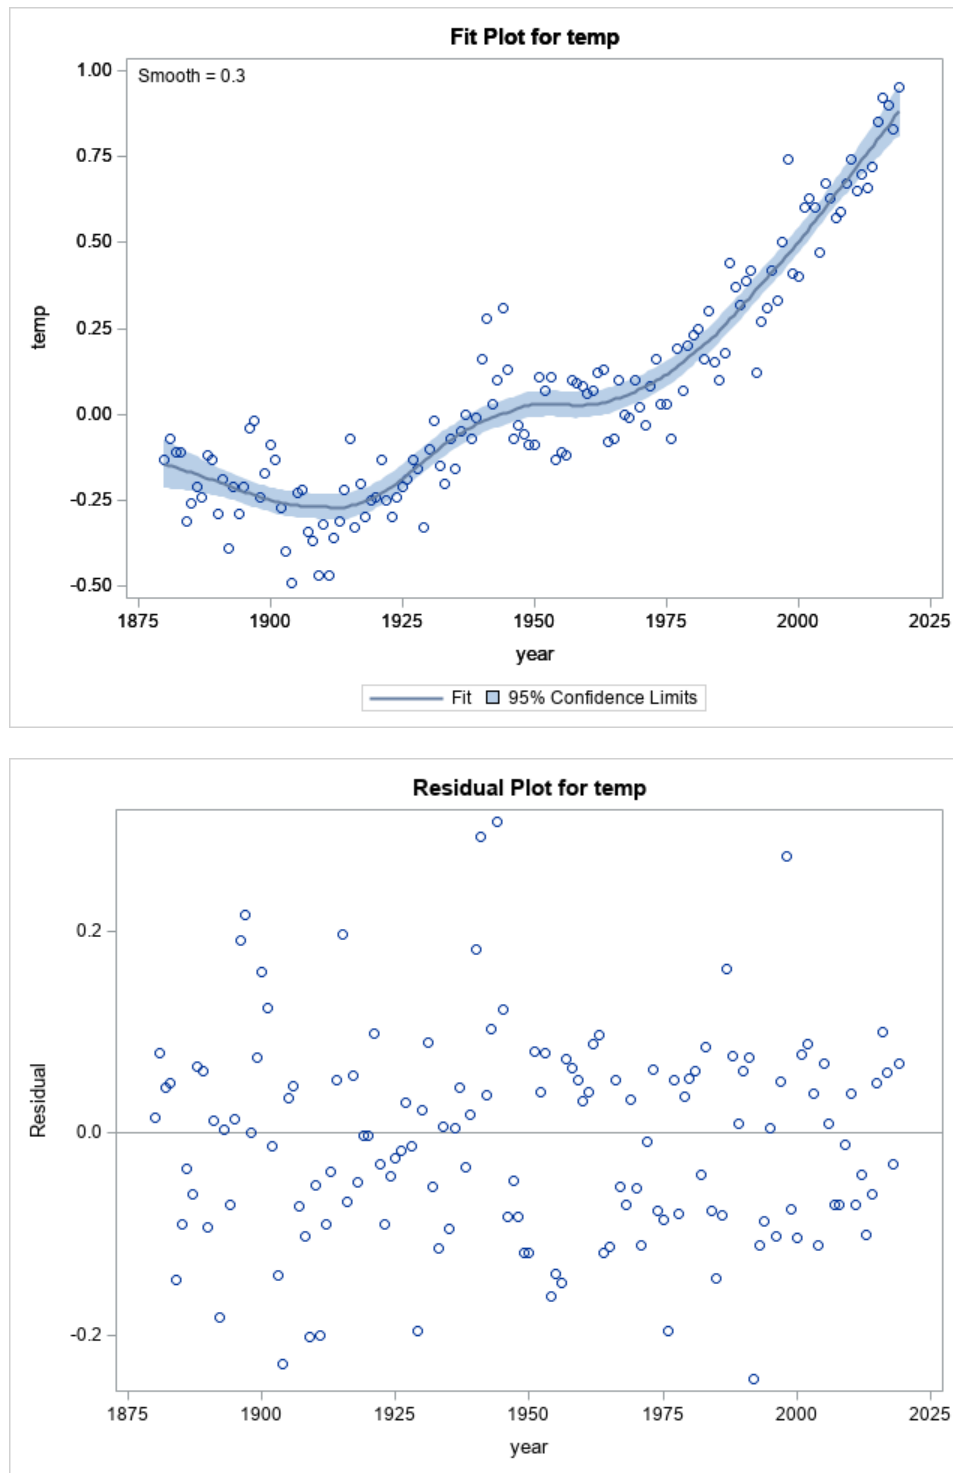 Fit Plot for temp
Smooth = 0.3
1.00
0.75
0.50
0.25
0.00
-0.25
-0.50
temp
1875 1900 1925 1950 1975 2000 2025
year
Fit 95% Confidence Limits
Residual Plot for temp
0.2
0.0
-0.2
Residual
1875 1900 1925 1950 1975 2000 2025
year